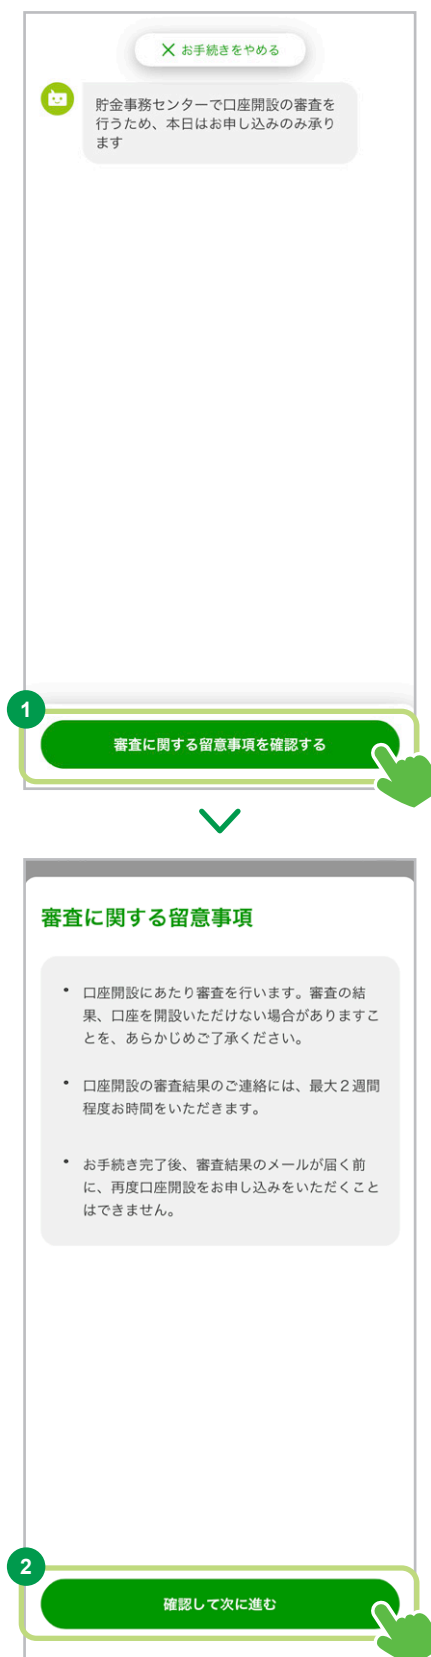 お手続きをやめる
貯金事務センターで口座開設の審査を
行うため、本日はお申し込みのみ承り
ます
1
審査に関する留意事項を確認する
審査に関する留意事項
・ 口座開設にあたり審査を行います。審査の結
果、口座を開設いただけない場合がありますこ
とを、あらかじめご了承ください。
・ 口座開設の審査結果のご連絡には、最大２週間
程度お時間をいただきます。
・ お手続き完了後、審査結果のメールが届く前
に、再度口座開設をお申し込みをいただくこと
はできません。
2
確認して次に進む